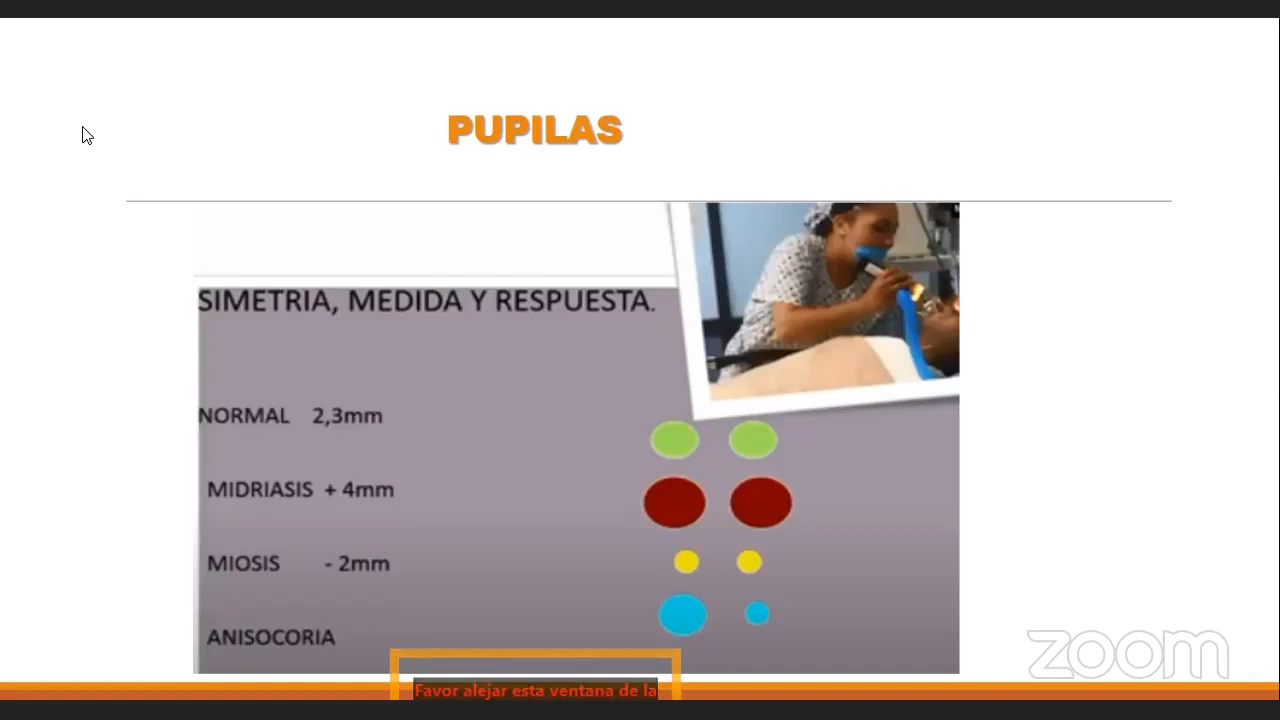 PUPILAS
SIMETRIA, MEDIDA Y RESPUESTA.
NORMAL 2,3mm
MIDRIASIS + 4mm
MIOSIS - 2mm
ANISOCORIA
zoom
Favor alejar esta ventana de la